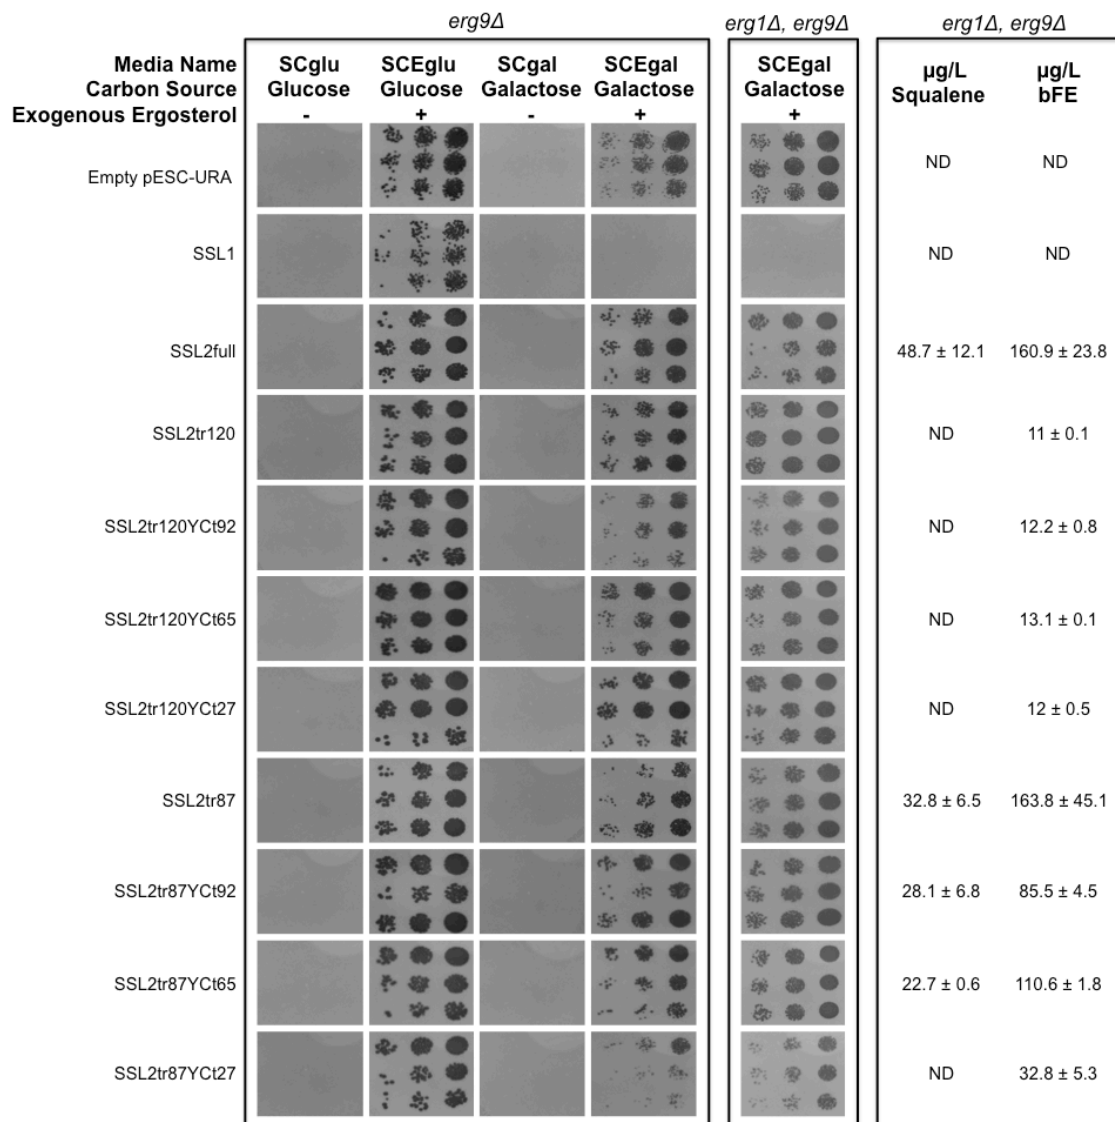 erg9Δ erg1Δ, erg9Δ erg1Δ, erg9Δ
Media Name SCglu SCEglu SCgal SCEgal SCEgal µg/L µg/L
Carbon Source Glucose Glucose Galactose Galactose Galactose Squalene bFE
Exogenous Ergosterol - + - + +
Empty pESC-URA ND ND
SSL1 ND ND
SSL2full 48.7 ± 12.1 160.9 ± 23.8
SSL2tr120 ND 11 ± 0.1
SSL2tr120YCt92 ND 12.2 ± 0.8
SSL2tr120YCt65 ND 13.1 ± 0.1
SSL2tr120YCt27 ND 12 ± 0.5
SSL2tr87 32.8 ± 6.5 163.8 ± 45.1
SSL2tr87YCt92 28.1 ± 6.8 85.5 ± 4.5
SSL2tr87YCt65 22.7 ± 0.6 110.6 ± 1.8
SSL2tr87YCt27 ND 32.8 ± 5.3